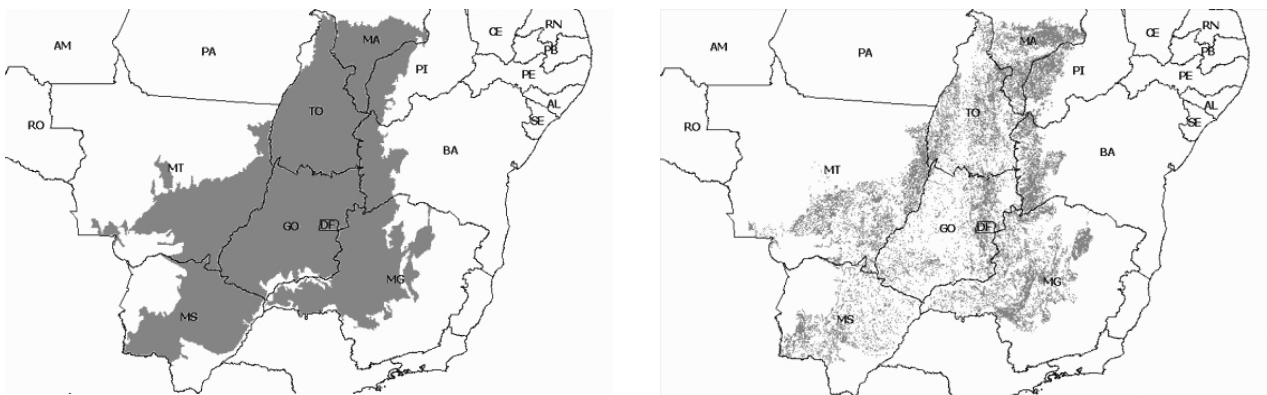 AM
PA
MA
CE
RN
PB
PI
PE
AL
SE
TO
RO
BA
MT
GO
DF
MG
MS
AM
PA
MA
CE
RN
PB
PI
PE
AL
SE
TO
RO
BA
MT
GO
DF
MG
MS